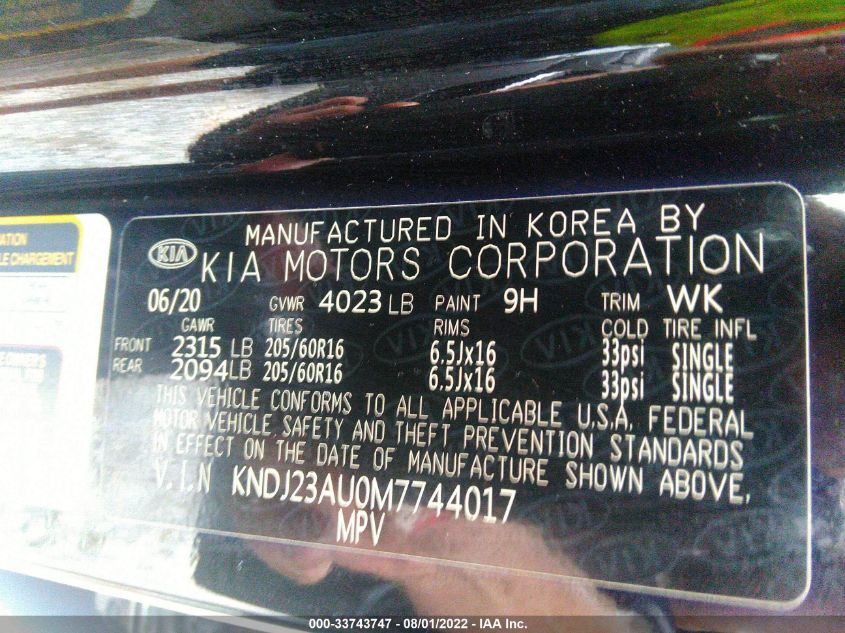 MANUFACTURED IN KOREA BY
KIA KIA MOTORS CORPORATION
06/20 GVWR 4023 LB PAINT 9H TRIM WK
GAWR TIRES RIMS COLD TIRE INFL
FRONT 2315 LB 205/60R16 6.5Jx16 33psi SINGLE
REAR 2094 LB 205/60R16 6.5Jx16 33psi SINGLE
THIS VEHICLE CONFORMS TO ALL APPLICABLE U.S.A. FEDERAL
MOTOR VEHICLE SAFETY AND THEFT PREVENTION STANDARDS
IN EFFECT ON THE DATE OF MANUFACTURE SHOWN ABOVE.
V.I.N KNDJ23AU0M7744017
MPV
CHARGEMENT
000-33743747 - 08/01/2022 - IAA Inc.